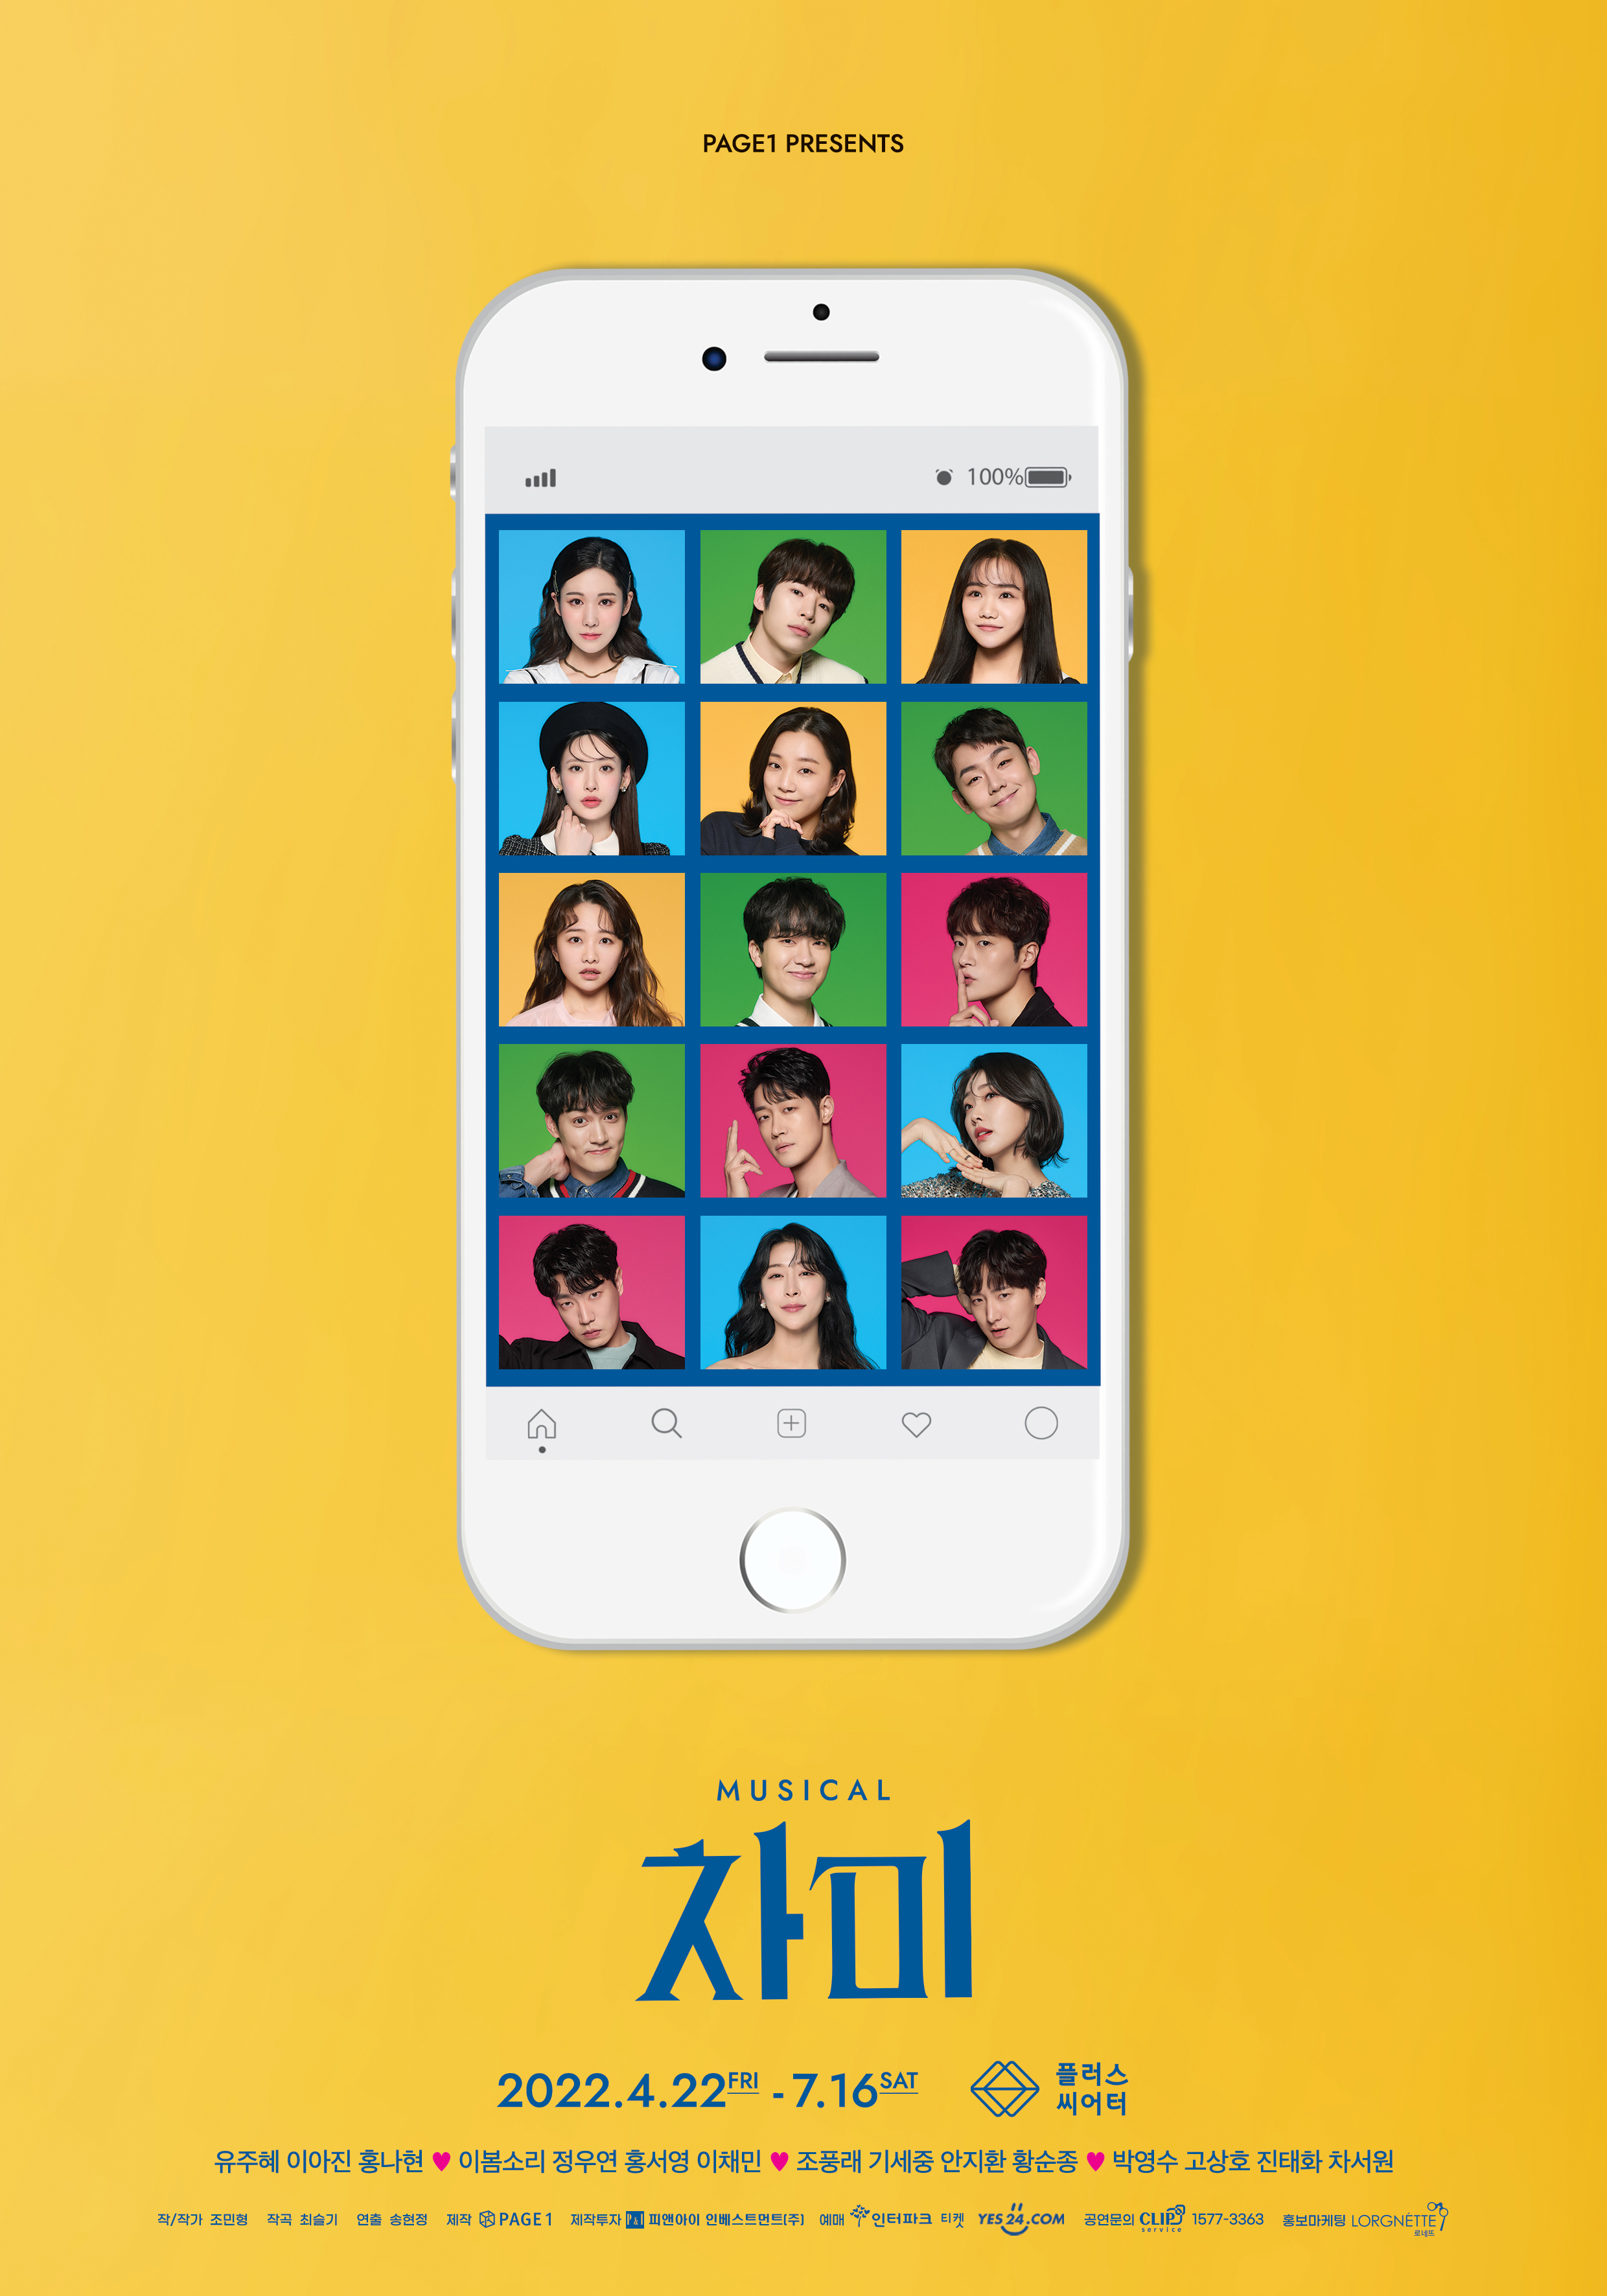 PAGE1 PRESENTS
100%
MUSICAL
차미
2022.4.22 FRI - 7.16 SAT 플러스 씨어터
유주혜 이아진 홍나현 ♥ 이봄소리 정우연 홍서영 이채민 ♥ 조풍래 기세중 안지환 황순종 ♥ 박영수 고상호 진태화 차서원
작/작가 조민형 작곡 최슬기 연출 송현정 제작 PAGE1 제작투자 P&I 피앤아이 인베스트먼트(주) 예매 인터파크 티켓 YES24.COM 공연문의 CLIP service 1577-3363 홍보마케팅 LORGNÉTTE 로네뜨